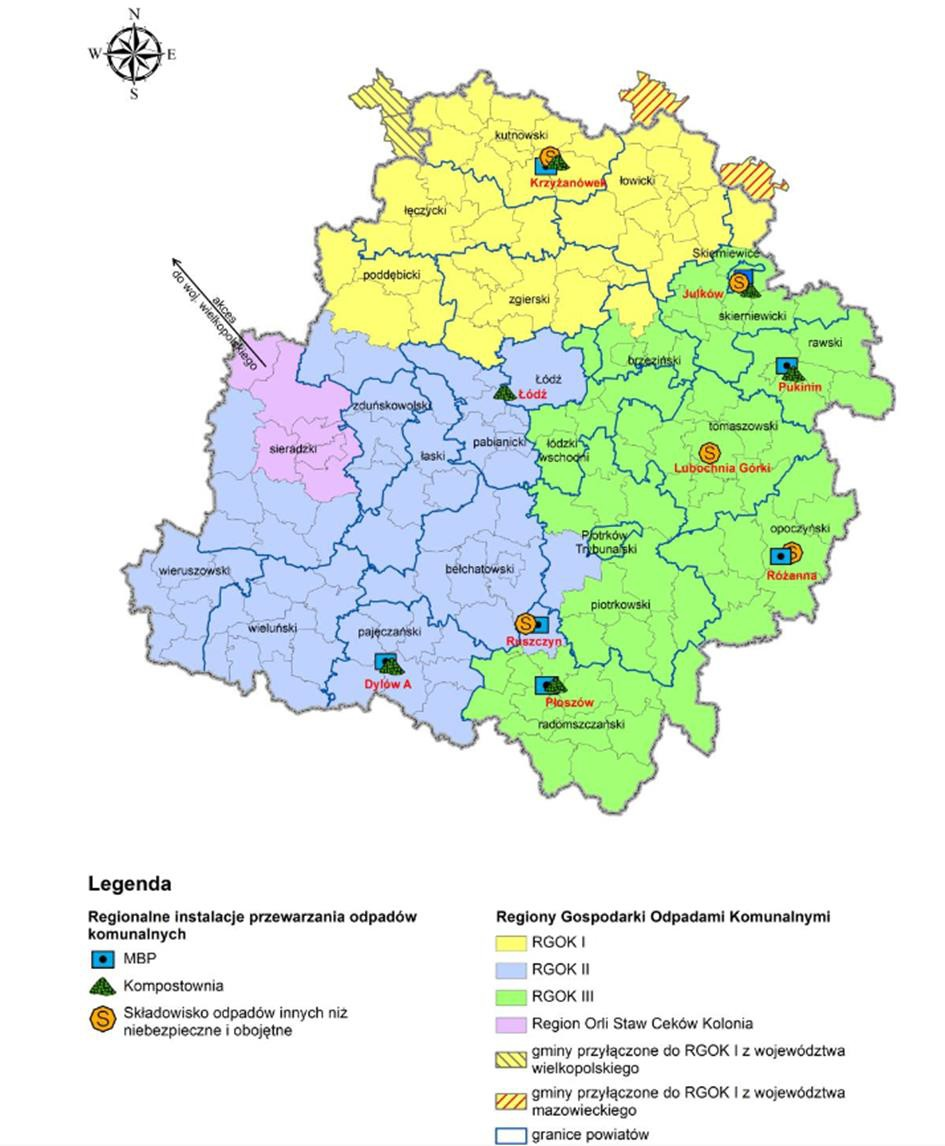 N
W E
S
kutnowski
Krzyżanówek
łowicki
łęczycki
Skierniewice
poddębicki
zgierski
Julków
skierniewicki
akces
do woj. wielkopolskiego
rawski
brzeziński
Pukinin
Łódź
Łódź
zduńskowolski
tomaszowski
sieradzki
łaski
pabianicki
łódzki
wschodni
Lubochnia Górki
opoczyński
Piotrków
Trybunalski
Różanna
wieruszowski
bełchatowski
piotrkowski
wieluński
pajęczański
Ruszczyn
Dylów A
Płoszów
radomszczański
Legenda
Regionalne instalacje przewarzania odpadów
komunalnych
MBP
Kompostownia
S Składowisko odpadów innych niż
niebezpieczne i obojętne
Regiony Gospodarki Odpadami Komunalnymi
RGOK I
RGOK II
RGOK III
Region Orli Staw Ceków Kolonia
gminy przyłączone do RGOK I z województwa
wielkopolskiego
gminy przyłączone do RGOK I z województwa
mazowieckiego
granice powiatów